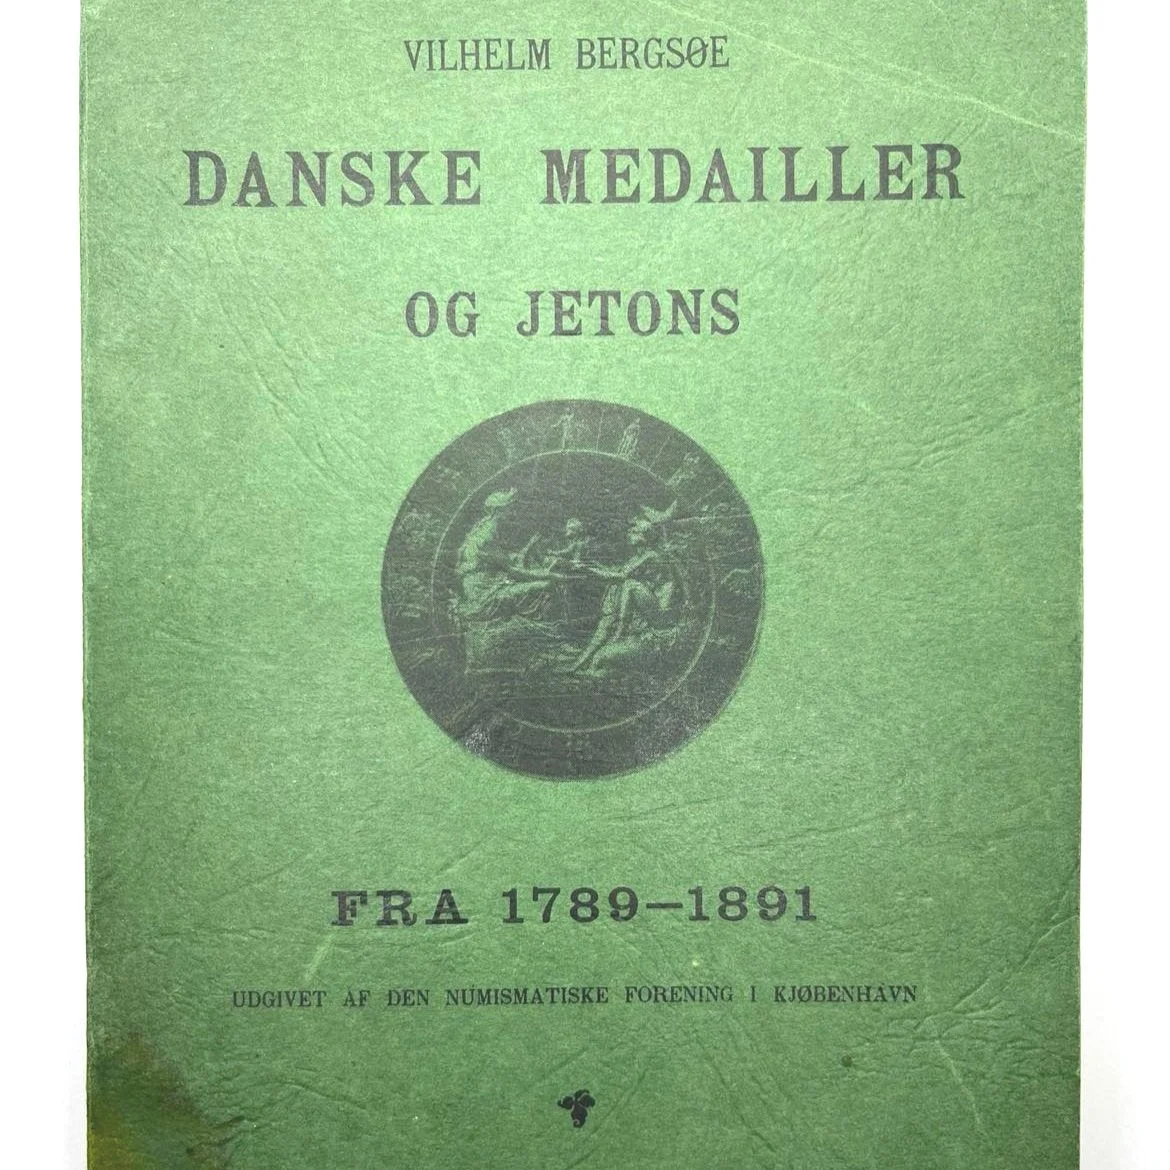 VILHELM BERGSØE
DANSKE MEDAILLER
OG JETONS
FRA 1789–1891
UDGIVET AF DEN NUMISMATISKE FORENING I KJØBENHAVN